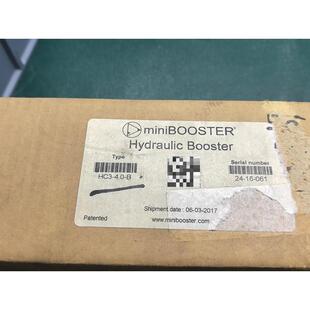 miniBOOSTER®
Hydraulic Booster
Type
Serial number
HC3-4.0-B
24-16-061
Shipment date : 06-03-2017
Patented
www.minibooster.com